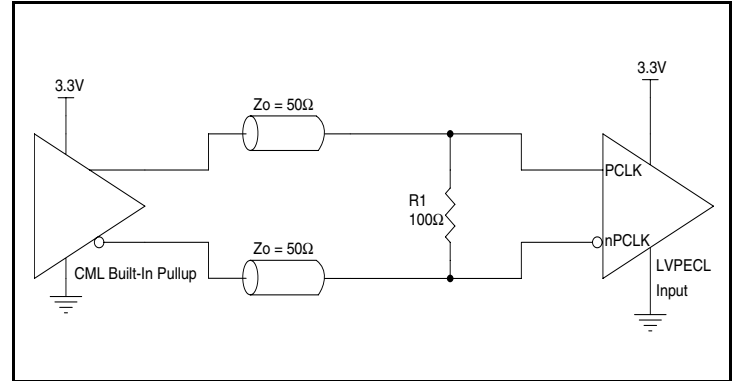 3.3V
3.3V
Zo = 50Ω
PCLK
R1
100Ω
Zo = 50Ω
nPCLK
CML Built-In Pullup
LVPECL
Input